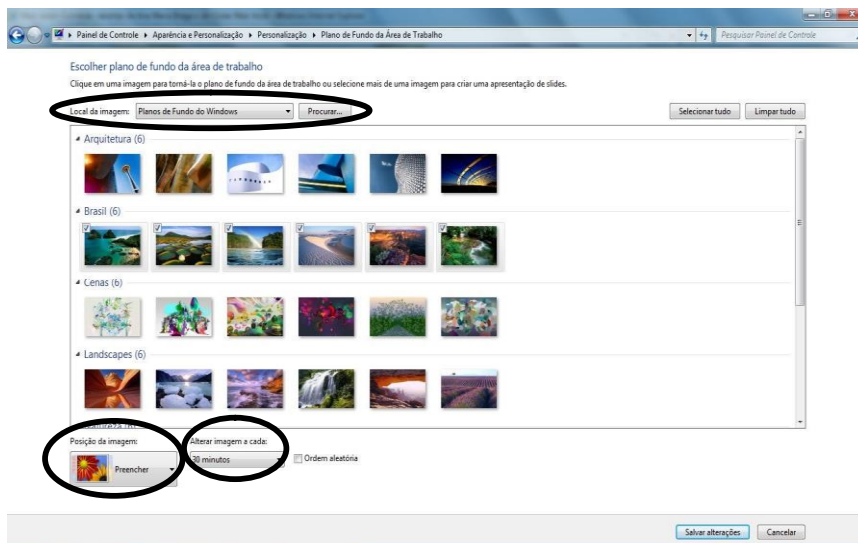 Painel de Controle ▸ Aparência e Personalização ▸ Personalização ▸ Plano de Fundo da Área de Trabalho
Pesquisar Painel de Controle
Escolher plano de fundo da área de trabalho
Clique em uma imagem para torná-la o plano de fundo da área de trabalho ou selecione mais de uma imagem para criar uma apresentação de slides.
Local da imagem: Planos de Fundo do Windows Procurar... Selecionar tudo Limpar tudo
Arquitetura (6)
Brasil (6)
Cenas (6)
Landscapes (6)
Posição da imagem: Alterar imagem a cada:
Preencher 30 minutos Ordem aleatória
Salvar alterações Cancelar